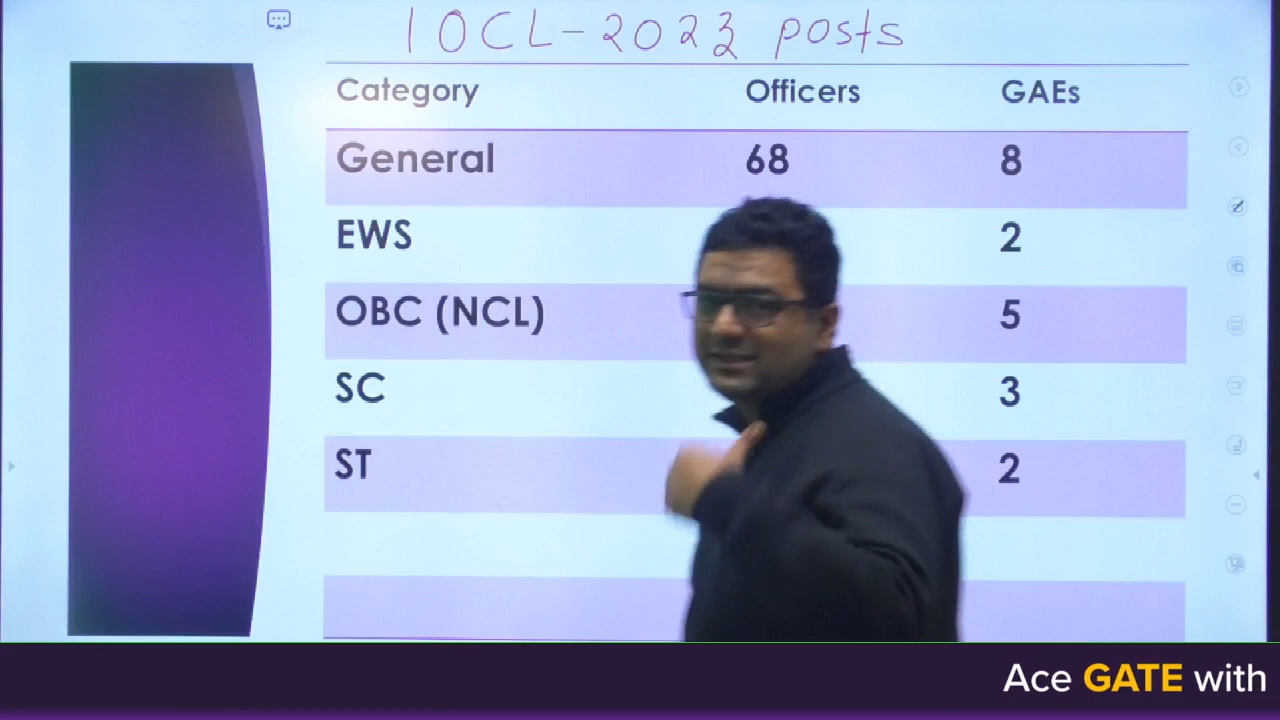 IOCL-2023 posts
Category Officers GAEs
General 68 8
EWS 2
OBC (NCL) 5
SC 3
ST 2
Ace GATE with